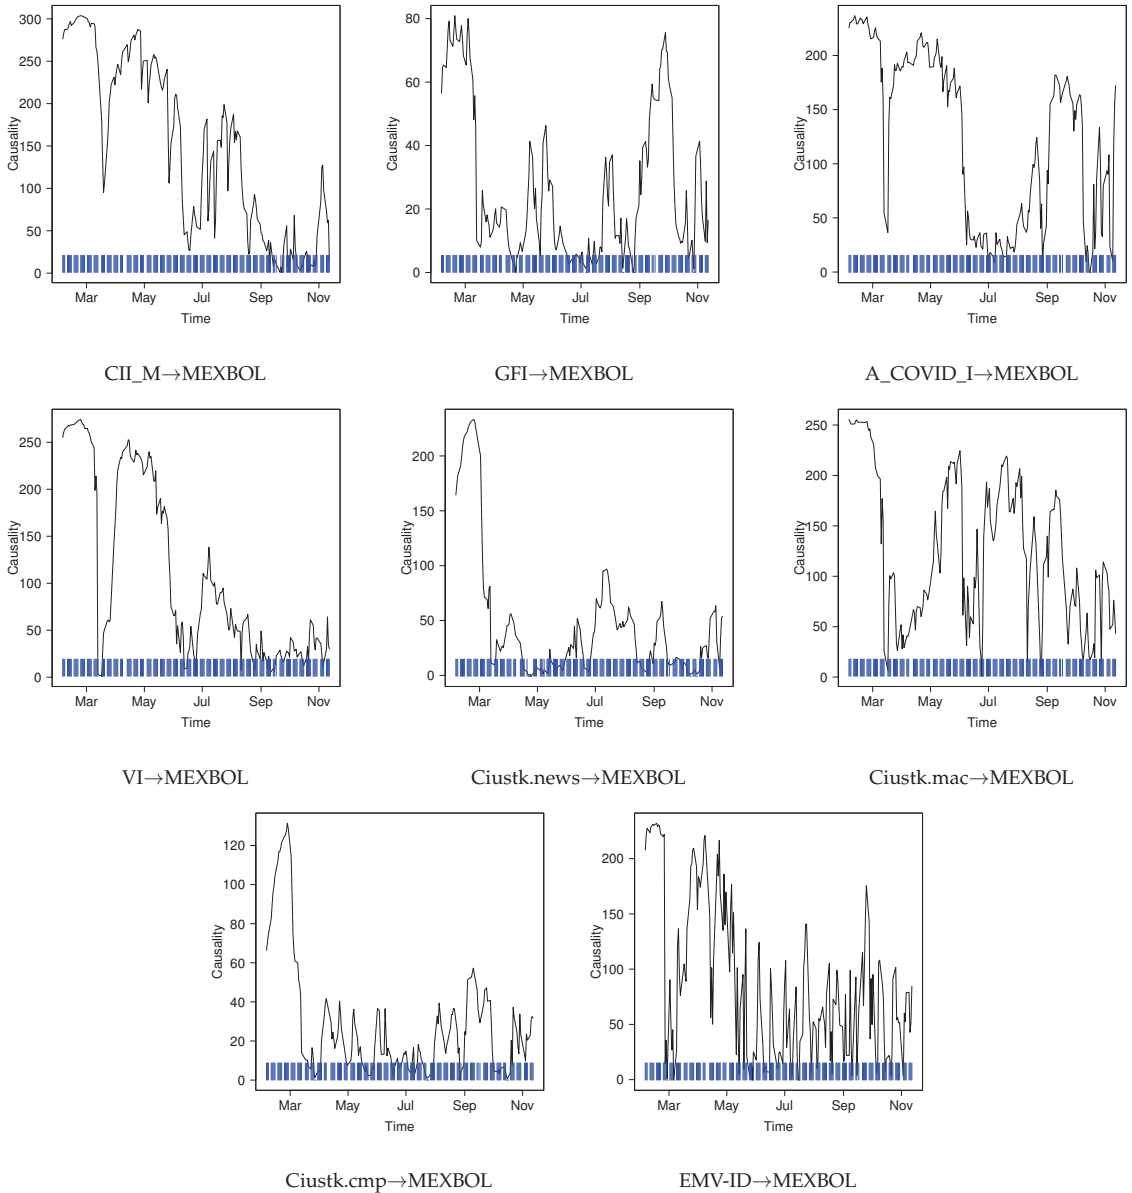 300
250
200
150
100
50
0
Causality
Mar May Jul Sep Nov
Time
CII_M→MEXBOL
80
60
40
20
0
Causality
Mar May Jul Sep Nov
Time
GFI→MEXBOL
200
150
100
50
0
Causality
Mar May Jul Sep Nov
Time
A_COVID_I→MEXBOL
250
200
150
100
50
0
Causality
Mar May Jul Sep Nov
Time
VI→MEXBOL
200
150
100
50
0
Causality
Mar May Jul Sep Nov
Time
Ciustk.news→MEXBOL
250
200
150
100
50
0
Causality
Mar May Jul Sep Nov
Time
Ciustk.mac→MEXBOL
120
100
80
60
40
20
0
Causality
Mar May Jul Sep Nov
Time
Ciustk.cmp→MEXBOL
200
150
100
50
0
Causality
Mar May Jul Sep Nov
Time
EMV-ID→MEXBOL